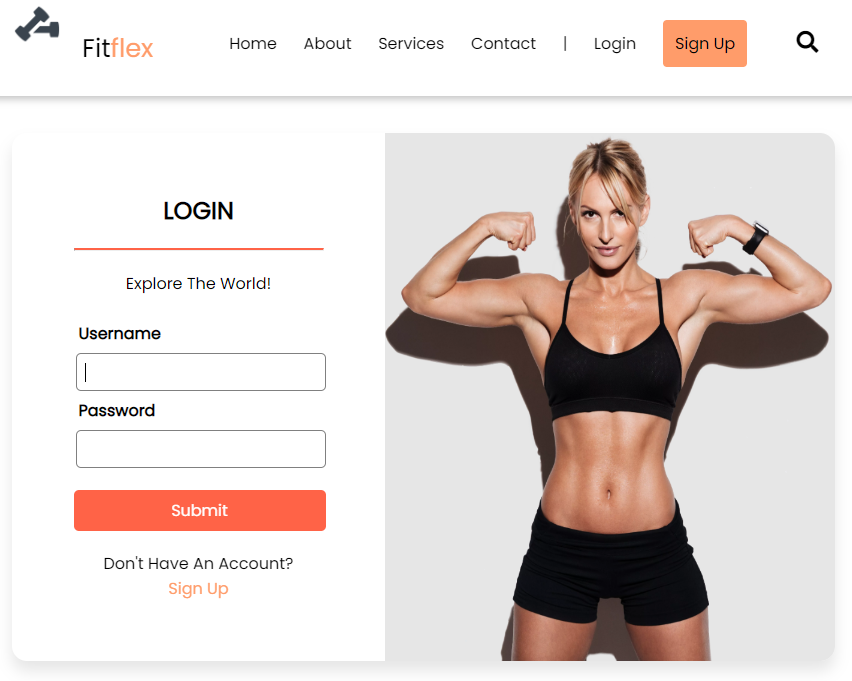 Fitflex
Home About Services Contact | Login Sign Up
LOGIN
Explore The World!
Username
Password
Submit
Don't Have An Account?
Sign Up